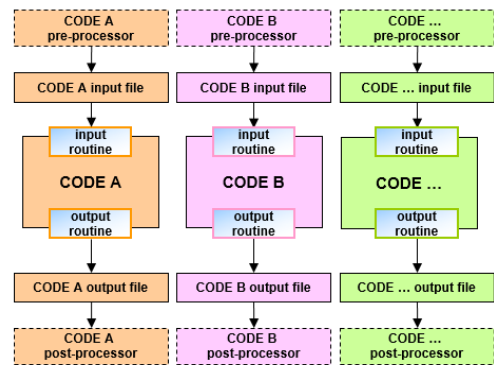 CODE A
pre-processor
CODE A input file
input
routine
CODE A
output
routine
CODE A output file
CODE A
post-processor
CODE B
pre-processor
CODE B input file
input
routine
CODE B
output
routine
CODE B output file
CODE B
post-processor
CODE ...
pre-processor
CODE ... input file
input
routine
CODE ...
output
routine
CODE ... output file
CODE ...
post-processor